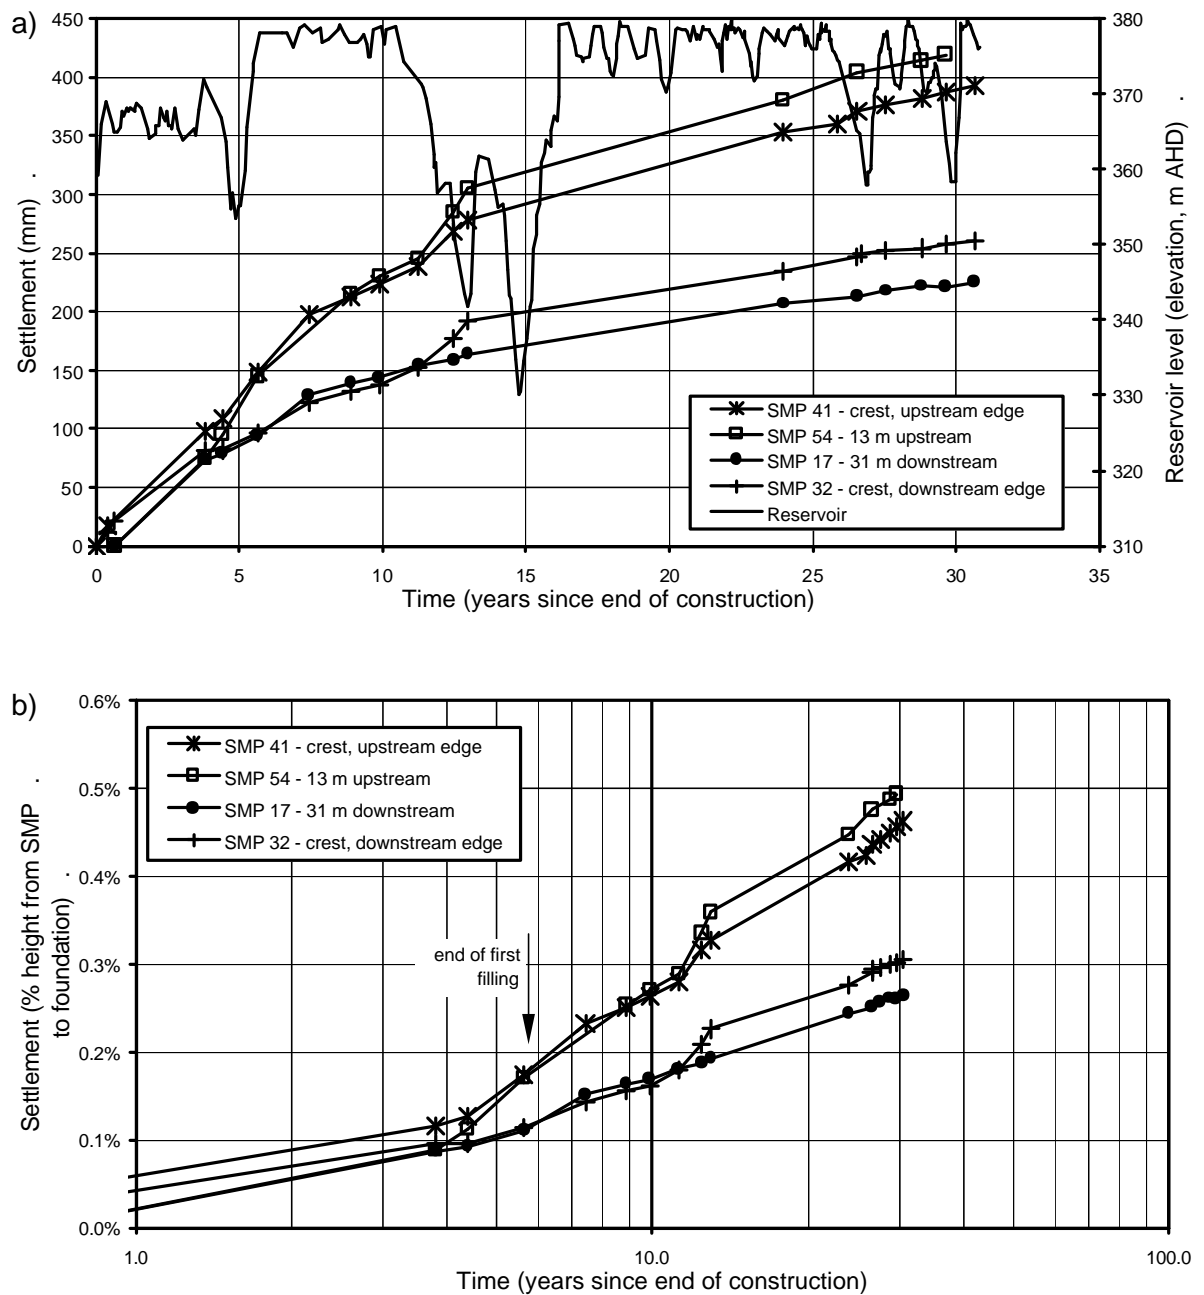 a)
450
400
350
300
250
200
150
100
50
0
Settlement (mm) .
380
370
360
350
340
330
320
310
Reservoir level (elevation, m AHD) .
SMP 41 - crest, upstream edge
SMP 54 - 13 m upstream
SMP 17 - 31 m downstream
SMP 32 - crest, downstream edge
Reservoir
0 5 10 15 20 25 30 35
Time (years since end of construction)
b)
0.6%
0.5%
0.4%
0.3%
0.2%
0.1%
0.0%
Settlement (% height from SMP .
to foundation) .
SMP 41 - crest, upstream edge
SMP 54 - 13 m upstream
SMP 17 - 31 m downstream
SMP 32 - crest, downstream edge
end of first
filling
1.0 10.0 100.0
Time (years since end of construction)